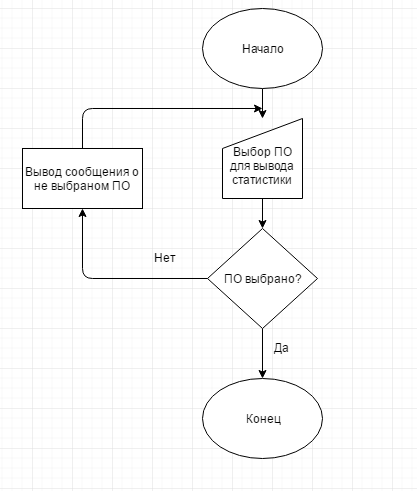 Начало
Выбор ПО
для вывода
статистики
Вывод сообщения о
не выбраном ПО
Нет
ПО выбрано?
Да
Конец